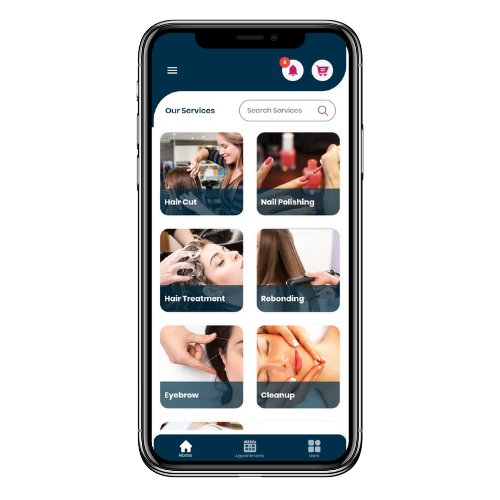 4
Our Services
Search Services
Hair Cut
Nail Polishing
Hair Treatment
Rebonding
Eyebrow
Cleanup
Home
Appointments
More